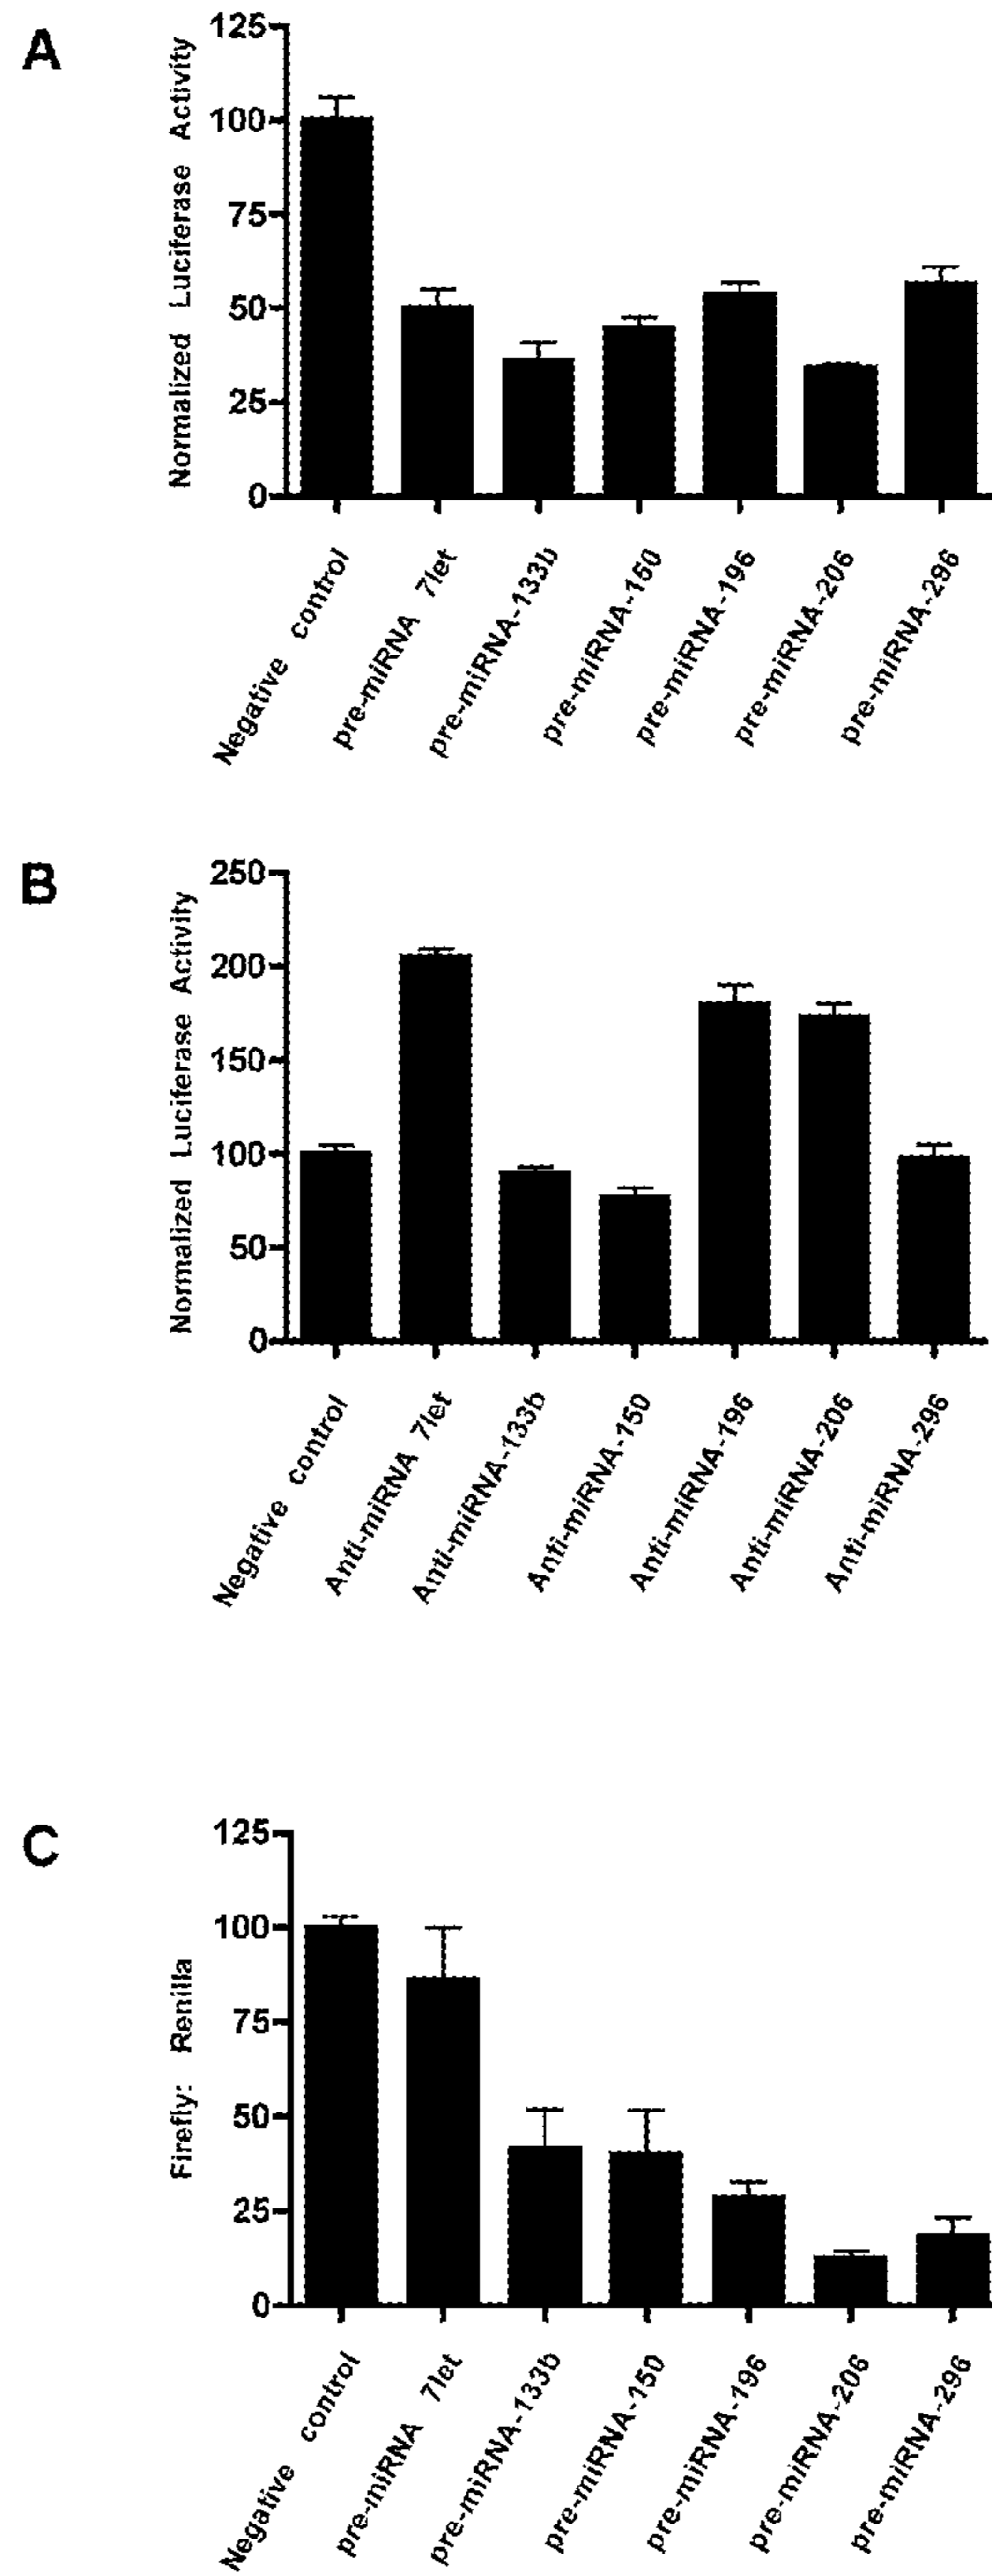 A
Normalized Luciferase Activity
125
100
75
50
25
0
Negative control
pre-miRNA 7let
pre-miRNA-133b
pre-miRNA-150
pre-miRNA-196
pre-miRNA-206
pre-miRNA-296
B
Normalized Luciferase Activity
250
200
150
100
50
0
Negative control
Anti-miRNA 7let
Anti-miRNA-133b
Anti-miRNA-150
Anti-miRNA-196
Anti-miRNA-206
Anti-miRNA-296
C
Firefly: Renilla
125
100
75
50
25
0
Negative control
pre-miRNA 7let
pre-miRNA-133b
pre-miRNA-150
pre-miRNA-196
pre-miRNA-206
pre-miRNA-296